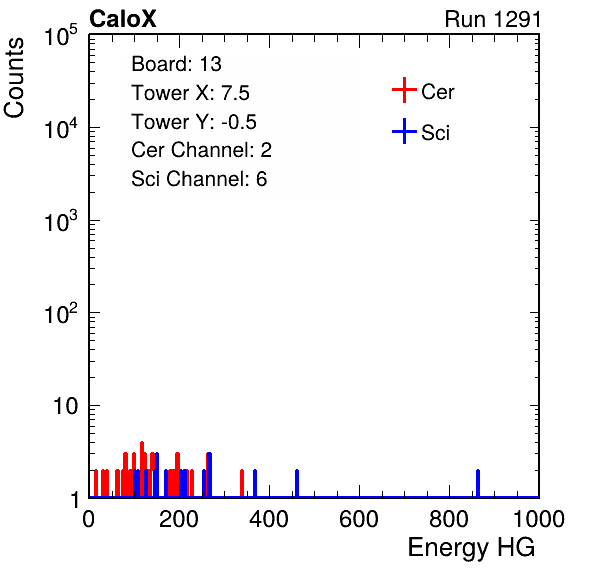 CaloX Run 1291
Counts
Board: 13
Tower X: 7.5
Tower Y: -0.5
Cer Channel: 2
Sci Channel: 6
Cer
Sci
10^5
10^4
10^3
10^2
10
1
0 200 400 600 800 1000
Energy HG